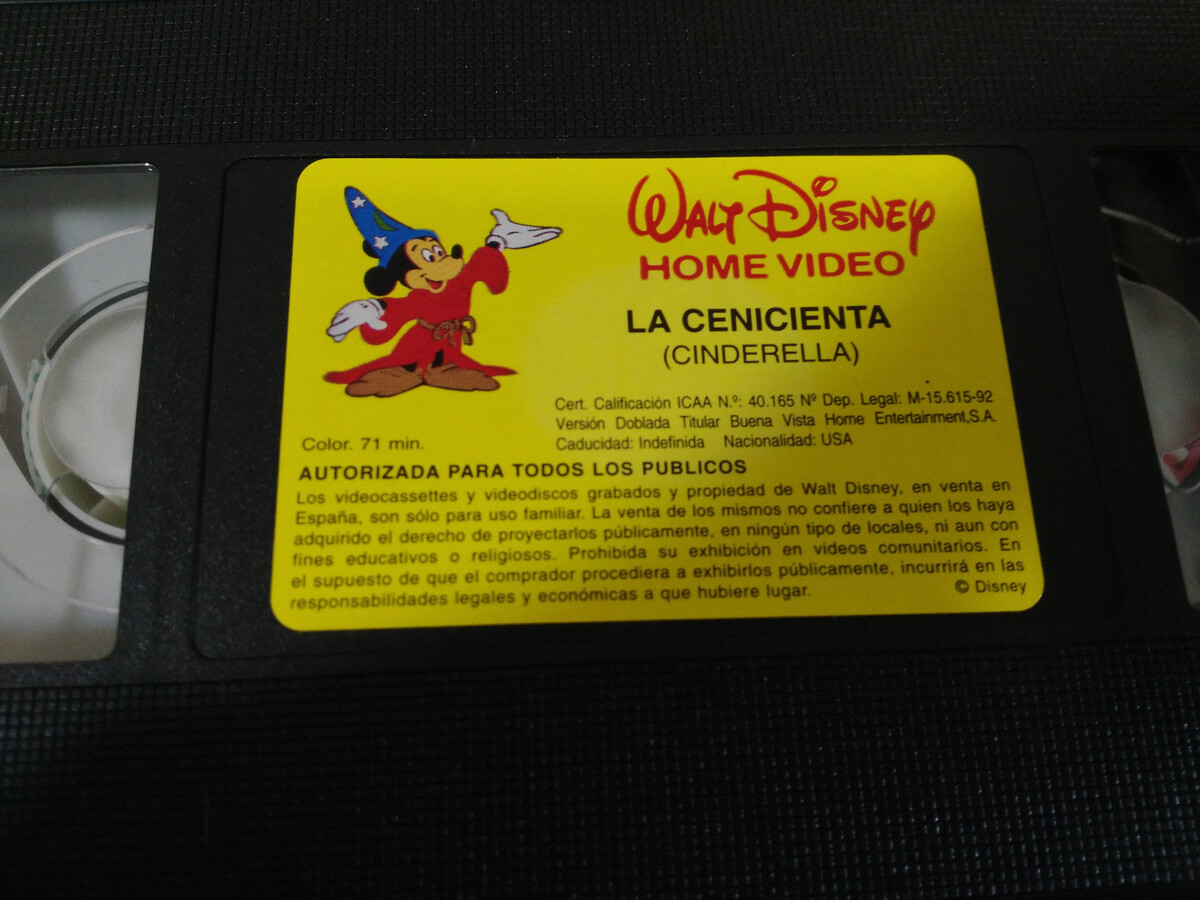 WALT DISNEY
HOME VIDEO
LA CENICIENTA
(CINDERELLA)
Cert. Calificación ICAA N.º: 40.165 Nº Dep. Legal: M-15.615-92
Versión Doblada Titular Buena Vista Home Entertainment,S.A.
Color. 71 min.
Caducidad: Indefinida Nacionalidad: USA
AUTORIZADA PARA TODOS LOS PUBLICOS
Los videocassettes y videodiscos grabados y propiedad de Walt Disney, en venta en
España, son sólo para uso familiar. La venta de los mismos no confiere a quien los haya
adquirido el derecho de proyectarlos públicamente, en ningún tipo de locales, ni aun con
fines educativos o religiosos. Prohibida su exhibición en videos comunitarios. En
el supuesto de que el comprador procediera a exhibirlos públicamente, incurrirá en las
responsabilidades legales y económicas a que hubiere lugar.
© Disney